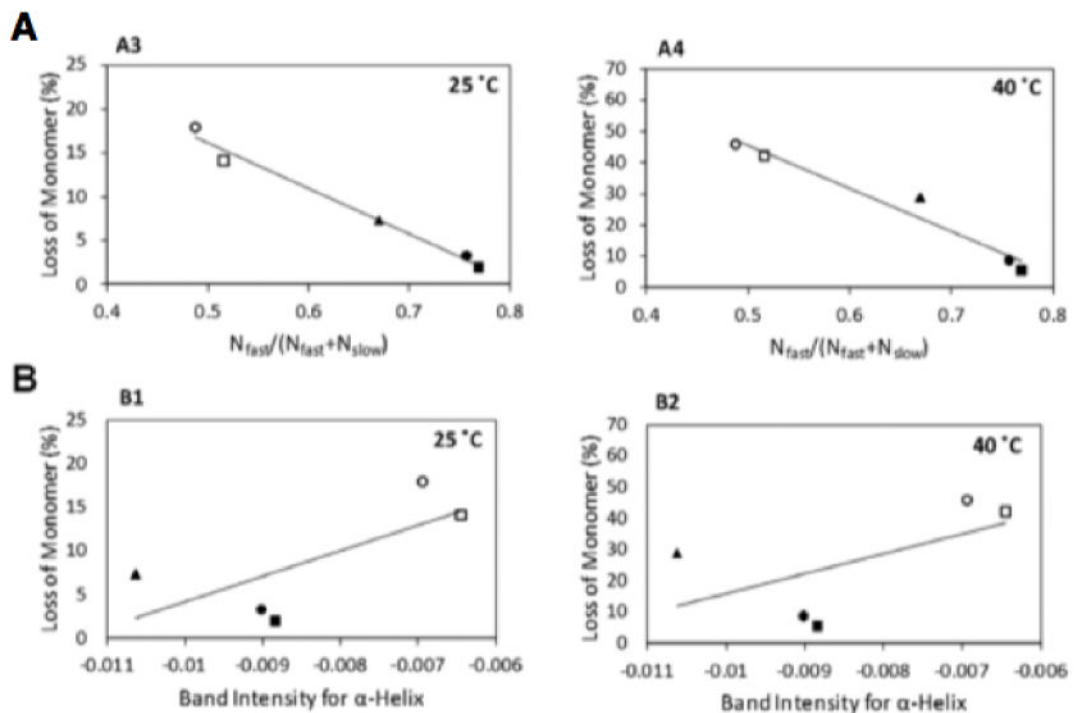 A
A3
25 ˚C
Loss of Monomer (%)
25
20
15
10
5
0
0.4 0.5 0.6 0.7 0.8
Nfast/(Nfast+Nslow)
A4
40 ˚C
Loss of Monomer (%)
70
60
50
40
30
20
10
0
0.4 0.5 0.6 0.7 0.8
Nfast/(Nfast+Nslow)
B
B1
25 ˚C
Loss of Monomer (%)
25
20
15
10
5
0
-0.011 -0.01 -0.009 -0.008 -0.007 -0.006
Band Intensity for α-Helix
B2
40 ˚C
Loss of Monomer (%)
70
60
50
40
30
20
10
0
-0.011 -0.01 -0.009 -0.008 -0.007 -0.006
Band Intensity for α-Helix